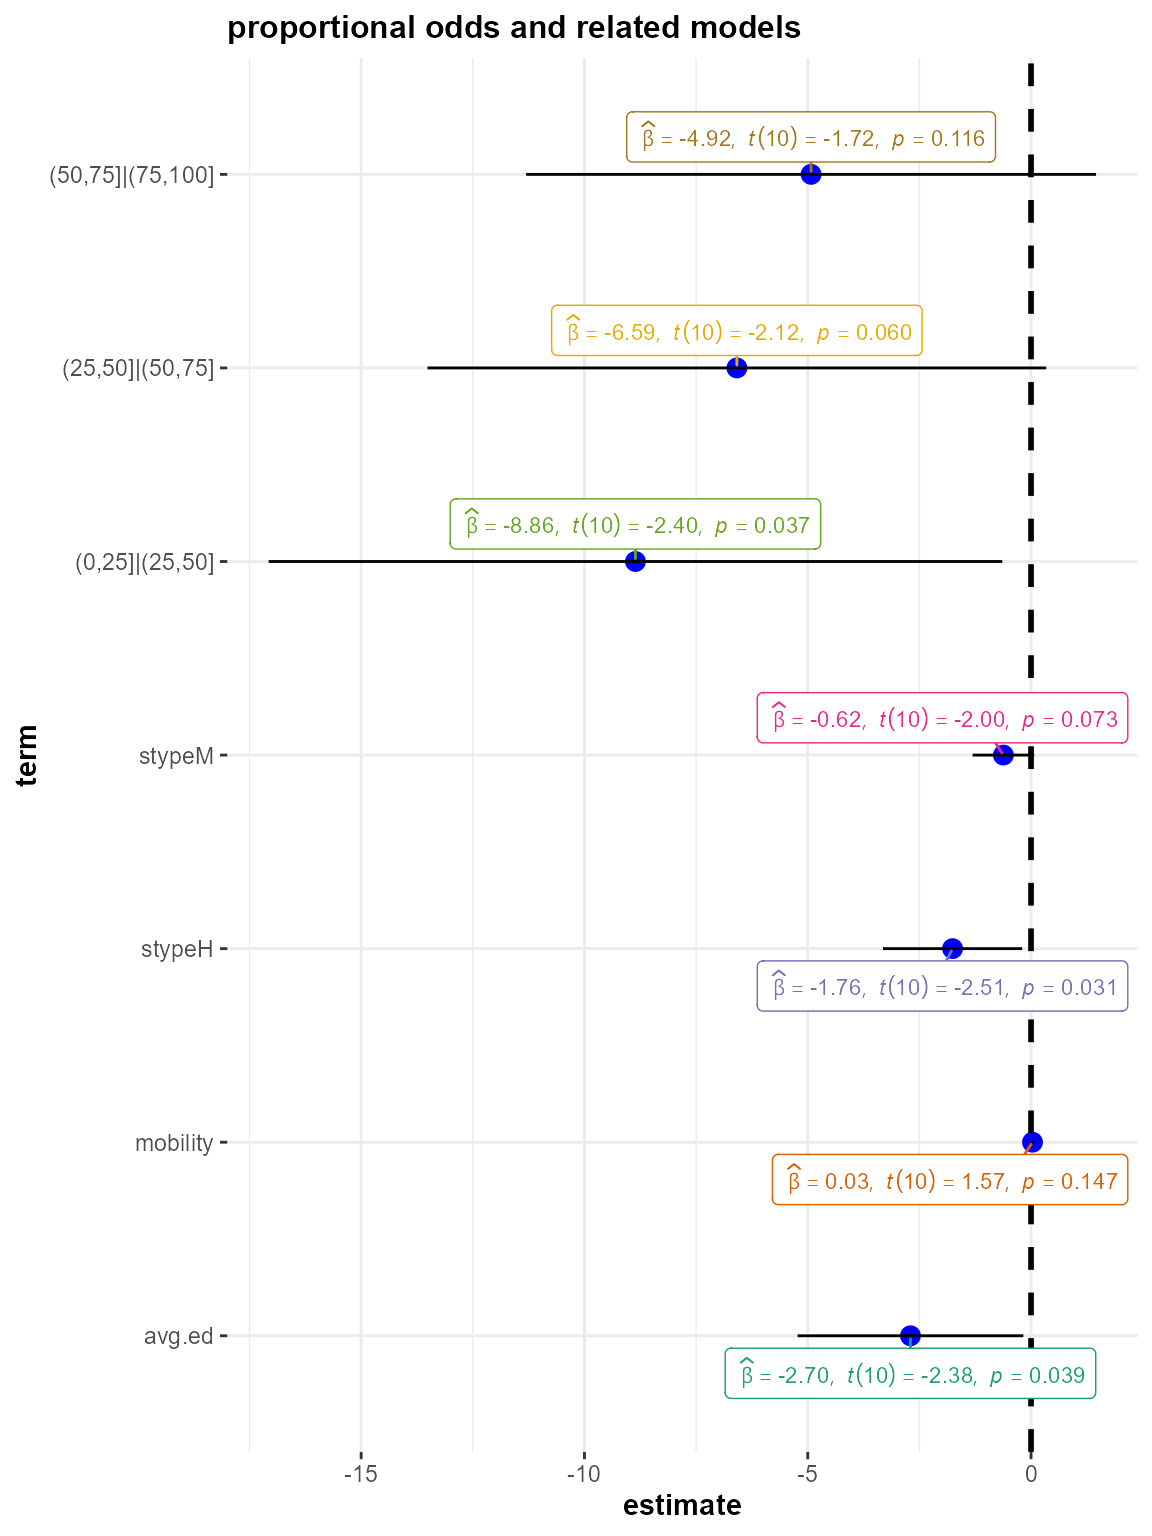 proportional odds and related models
β̂ = -4.92, t(10) = -1.72, p = 0.116
(50,75]|(75,100]
β̂ = -6.59, t(10) = -2.12, p = 0.060
(25,50]|(50,75]
β̂ = -8.86, t(10) = -2.40, p = 0.037
(0,25]|(25,50]
β̂ = -0.62, t(10) = -2.00, p = 0.073
stypeM
term
stypeH
β̂ = -1.76, t(10) = -2.51, p = 0.031
mobility
β̂ = 0.03, t(10) = 1.57, p = 0.147
avg.ed
β̂ = -2.70, t(10) = -2.38, p = 0.039
-15 -10 -5 0
estimate